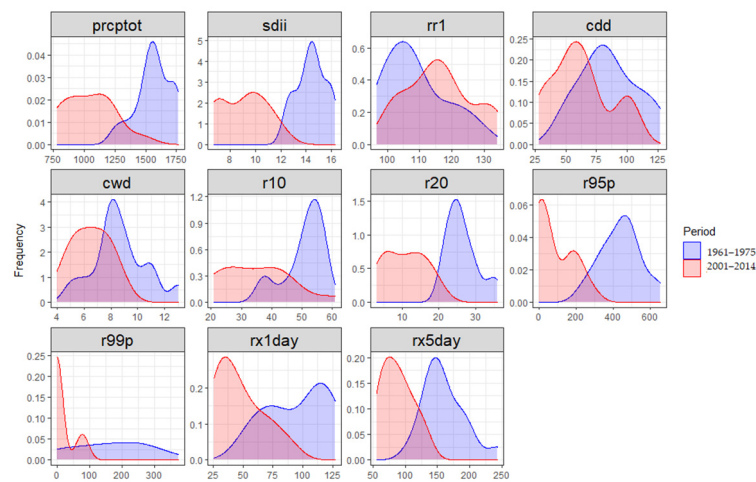 prcptot sdii rr1 cdd
0.04 0.03 0.02 0.01 0.00
5 4 3 2 1 0
0.6 0.4 0.2 0.0
0.25 0.20 0.15 0.10 0.05 0.00
750 1000 1250 1500 1750
8 10 12 14 16
100 110 120 130
25 50 75 100 125
cwd r10 r20 r95p
Frequency
4 3 2 1 0
1.2 0.9 0.6 0.3 0.0
1.5 1.0 0.5 0.0
0.06 0.04 0.02 0.00
4 6 8 10 12
20 30 40 50 60
10 20 30
0 200 400 600
Period
1961-1975
2001-2014
r99p rx1day rx5day
0.25 0.20 0.15 0.10 0.05 0.00
0.2 0.1 0.0
0.20 0.15 0.10 0.05 0.00
0 100 200 300
25 50 75 100 125
50 100 150 200 250